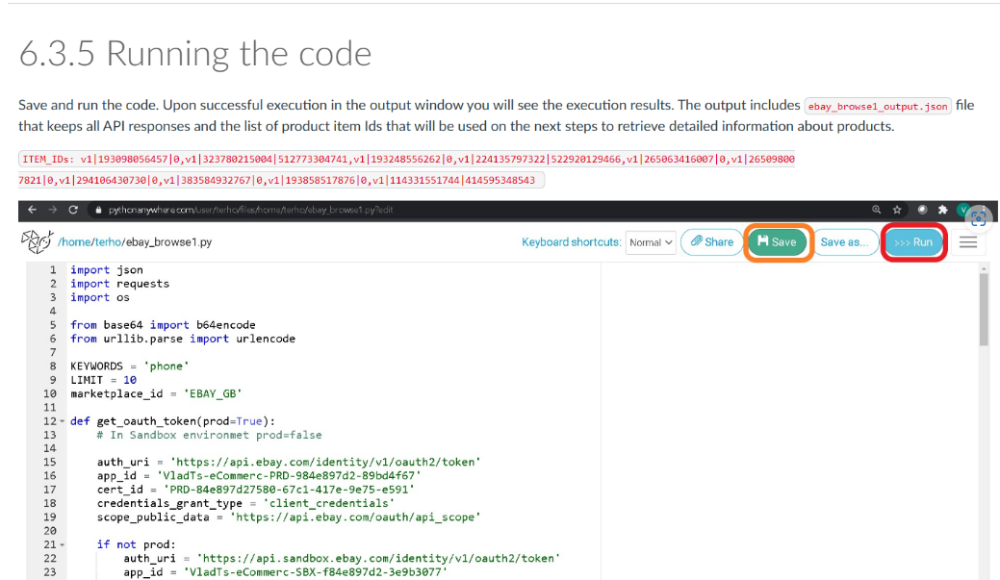 6.3.5 Running the code
Save and run the code. Upon successful execution in the output window you will see the execution results. The output includes ebay_browse1_output.json file
that keeps all API responses and the list of product item Ids that will be used on the next steps to retrieve detailed information about products.
ITEM_IDs: v1|193098056457|0,v1|323780215004|512773304741,v1|193248556262|0,v1|224135797322|522920129466,v1|265063416007|0,v1|26509800
7821|0,v1|294106430730|0,v1|383584932767|0,v1|193858517876|0,v1|114331551744|414595348543
pythonanywhere.com/user/terho/files/home/terho/ebay_browse1.py?edit V
/home/terho/ebay_browse1.py Keyboard shortcuts: Normal Share Save Save as... >>> Run
1 import json
2 import requests
3 import os
4
5 from base64 import b64encode
6 from urllib.parse import urlencode
7
8 KEYWORDS = 'phone'
9 LIMIT = 10
10 marketplace_id = 'EBAY_GB'
11
12 def get_oauth_token(prod=True):
13 # In Sandbox environmet prod=false
14
15 auth_uri = 'https://api.ebay.com/identity/v1/oauth2/token'
16 app_id = 'VladTs-eCommerc-PRD-984e897d2-89bd4f67'
17 cert_id = 'PRD-84e897d27580-67c1-417e-9e75-e591'
18 credentials_grant_type = 'client_credentials'
19 scope_public_data = 'https://api.ebay.com/oauth/api_scope'
20
21 if not prod:
22 auth_uri = 'https://api.sandbox.ebay.com/identity/v1/oauth2/token'
23 app_id = 'VladTs-eCommerc-SBX-f84e897d2-3e9b3077'